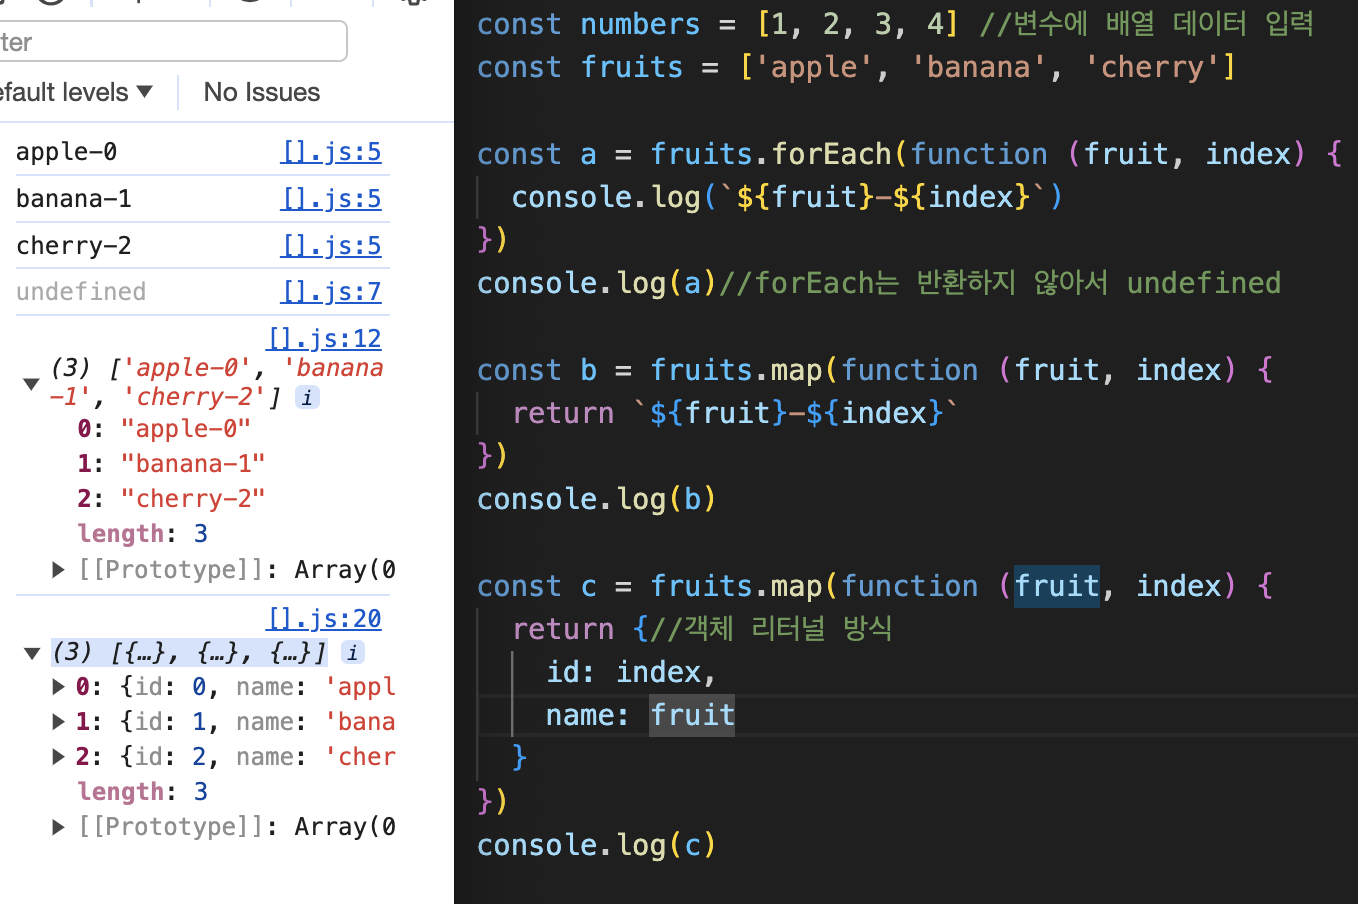 ter
efault levels ▼
No Issues
apple-0 [].js:5
banana-1 [].js:5
cherry-2 [].js:5
undefined [].js:7
[].js:12
(3) ['apple-0', 'banana
-1', 'cherry-2'] i
0: "apple-0"
1: "banana-1"
2: "cherry-2"
length: 3
[[Prototype]]: Array(0
[].js:20
(3) [{…}, {…}, {…}] i
0: {id: 0, name: 'appl
1: {id: 1, name: 'bana
2: {id: 2, name: 'cher
length: 3
[[Prototype]]: Array(0
const numbers = [1, 2, 3, 4] //변수에 배열 데이터 입력
const fruits = ['apple', 'banana', 'cherry']
const a = fruits.forEach(function (fruit, index) {
console.log(`${fruit}-${index}`)
})
console.log(a)//forEach는 반환하지 않아서 undefined
const b = fruits.map(function (fruit, index) {
return `${fruit}-${index}`
})
console.log(b)
const c = fruits.map(function (fruit, index) {
return {//객체 리터널 방식
id: index,
name: fruit
}
})
console.log(c)